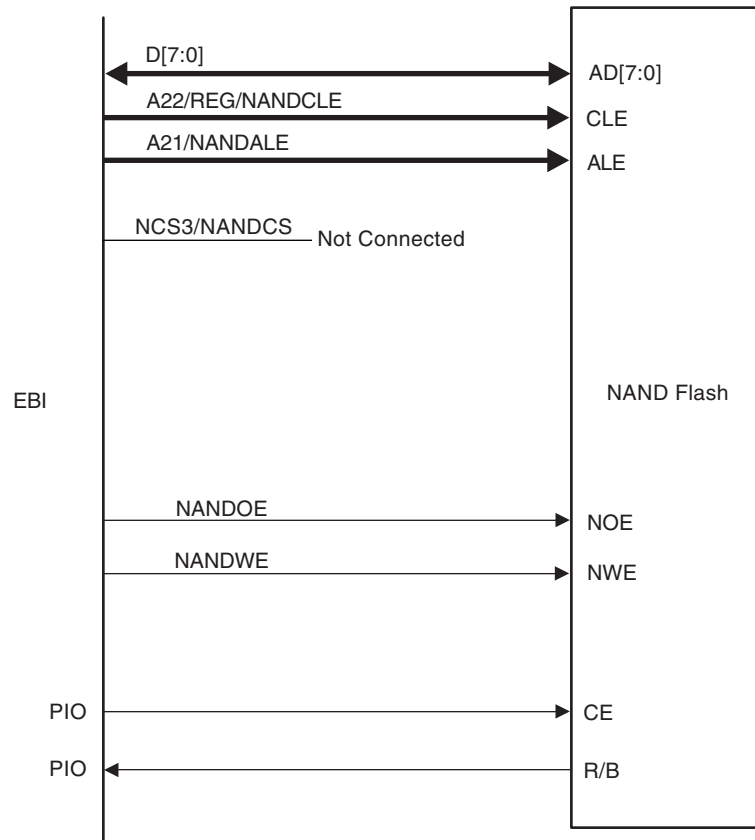 D[7:0]
AD[7:0]
A22/REG/NANDCLE
CLE
A21/NANDALE
ALE
NCS3/NANDCS
Not Connected
EBI
NAND Flash
NANDOE
NOE
NANDWE
NWE
PIO
CE
PIO
R/B